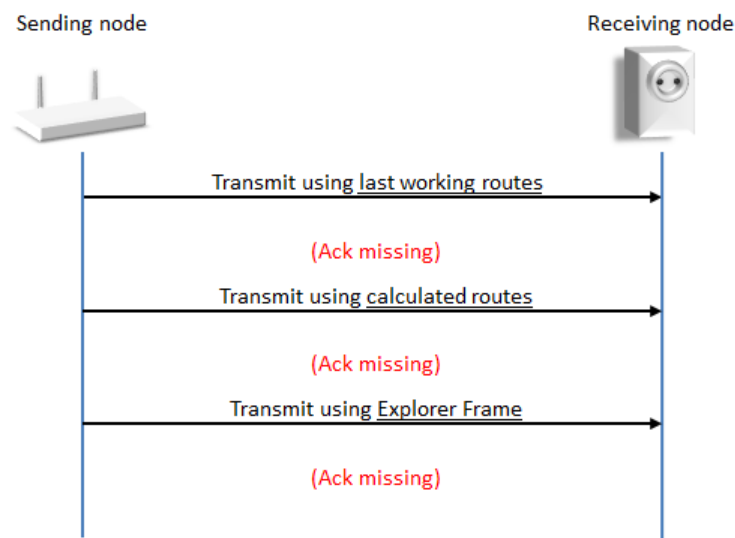 Sending node
Receiving node
Transmit using last working routes
(Ack missing)
Transmit using calculated routes
(Ack missing)
Transmit using Explorer Frame
(Ack missing)